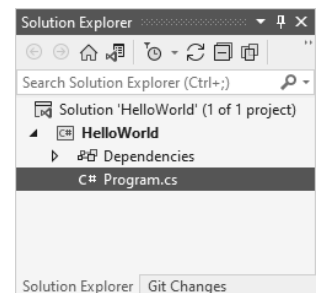 Solution Explorer
Search Solution Explorer (Ctrl+;)
Solution 'HelloWorld' (1 of 1 project)
C# HelloWorld
Dependencies
C# Program.cs
Solution Explorer Git Changes